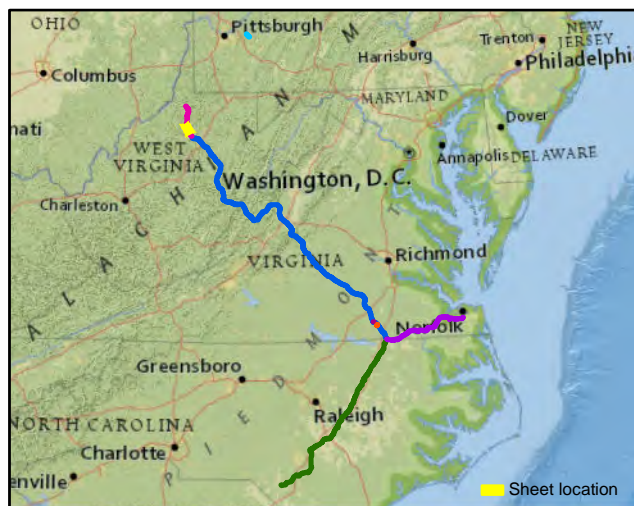 OHIO
Pittsburgh
NEW
JERSEY
Trenton
Harrisburg
Columbus
Philadelphia
MARYLAND
Dover
nati
WEST
VIRGINIA
Annapolis
DELAWARE
Washington, D.C.
Charleston
Richmond
VIRGINIA
A L A C H I A N M
P I E D M O N T
Norfolk
Greensboro
Raleigh
NORTH CAROLINA
Charlotte
enville
Sheet location